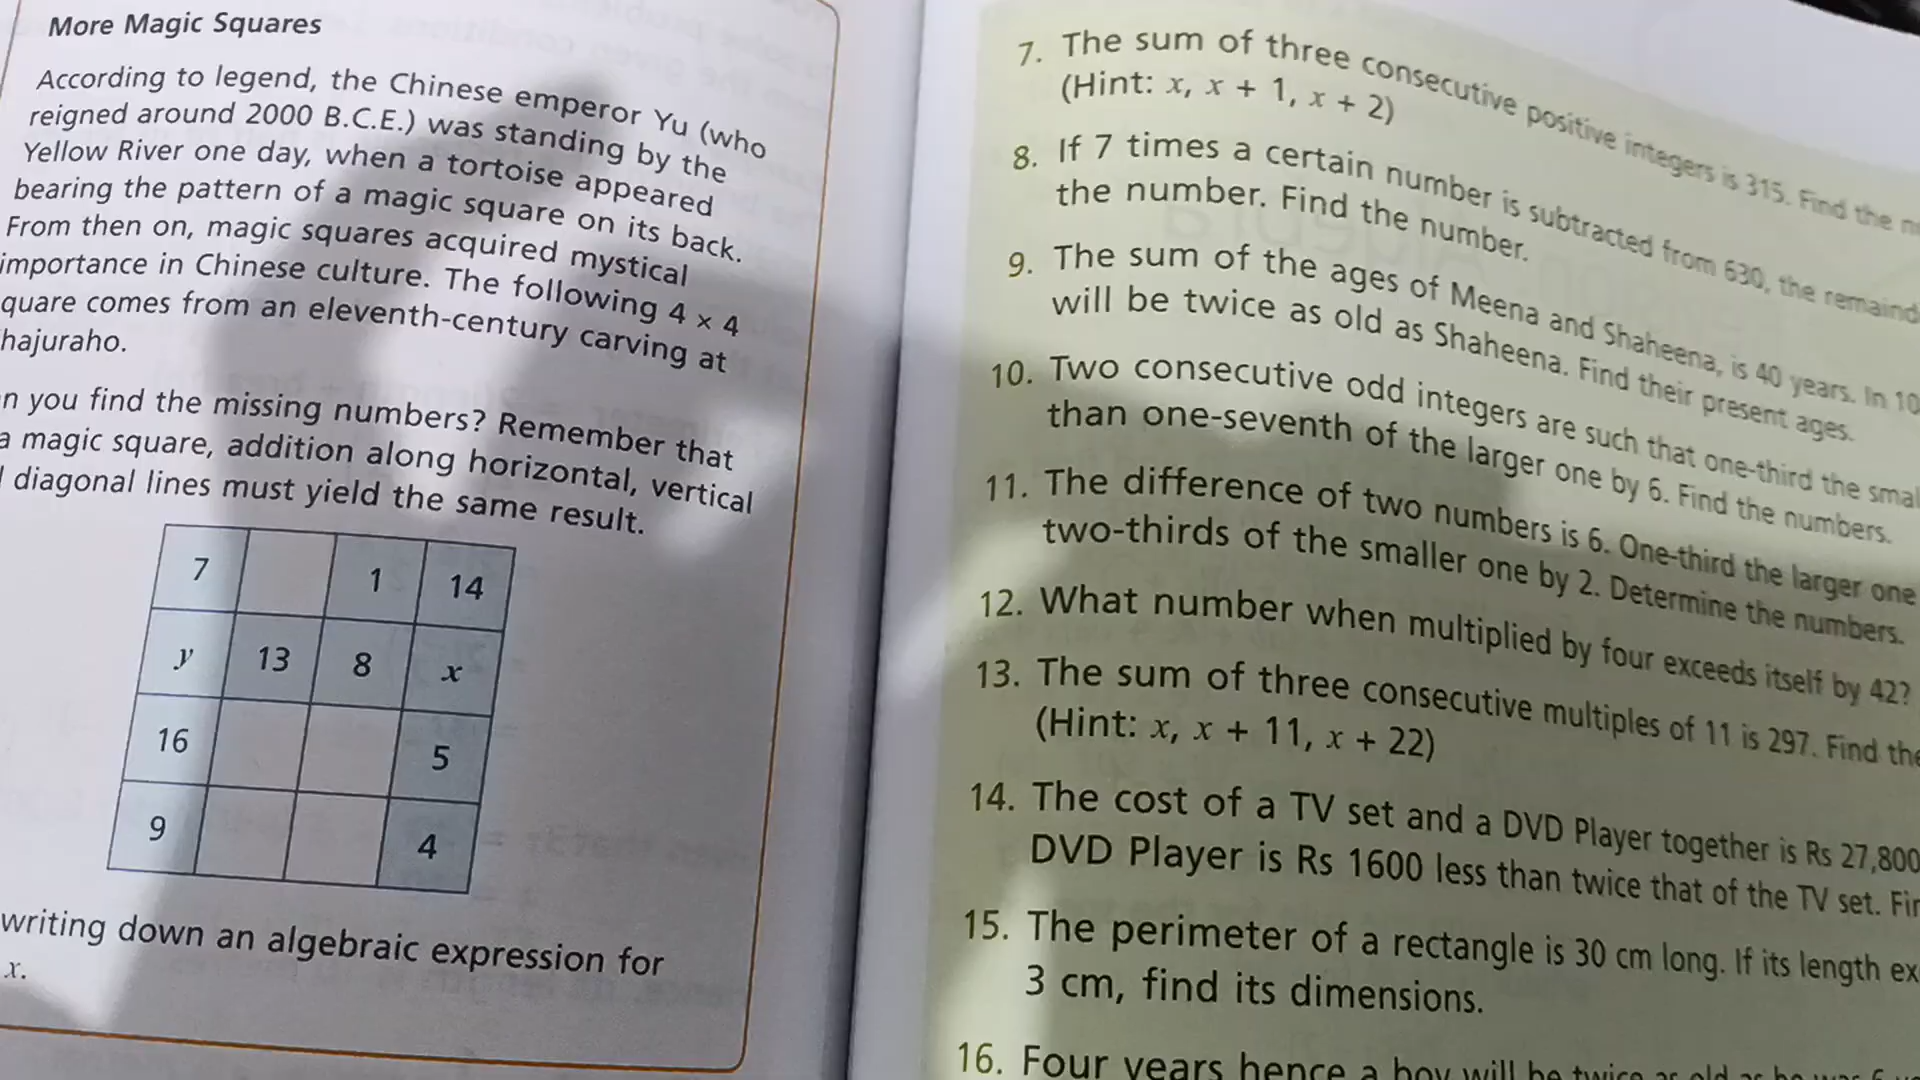 More Magic Squares
According to legend, the Chinese emperor Yu (who
reigned around 2000 B.C.E.) was standing by the
Yellow River one day, when a tortoise appeared
bearing the pattern of a magic square on its back.
From then on, magic squares acquired mystical
importance in Chinese culture. The following 4 × 4
quare comes from an eleventh-century carving at
hajuraho.
n you find the missing numbers? Remember that
a magic square, addition along horizontal, vertical
diagonal lines must yield the same result.
7 1 14
y 13 8 x
16 5
9 4
writing down an algebraic expression for
x.
7. The sum of three consecutive positive integers is 315. Find the
(Hint: x, x + 1, x + 2)
8. If 7 times a certain number is subtracted from 630, the remaind
the number. Find the number.
9. The sum of the ages of Meena and Shaheena, is 40 years. In 10
will be twice as old as Shaheena. Find their present ages.
10. Two consecutive odd integers are such that one-third the smal
than one-seventh of the larger one by 6. Find the numbers.
11. The difference of two numbers is 6. One-third the larger one
two-thirds of the smaller one by 2. Determine the numbers.
12. What number when multiplied by four exceeds itself by 42?
13. The sum of three consecutive multiples of 11 is 297. Find the
(Hint: x, x + 11, x + 22)
14. The cost of a TV set and a DVD Player together is Rs 27,800
DVD Player is Rs 1600 less than twice that of the TV set. Fin
15. The perimeter of a rectangle is 30 cm long. If its length ex
3 cm, find its dimensions.
16. Four years hence a boy will be twice as old as he was 6